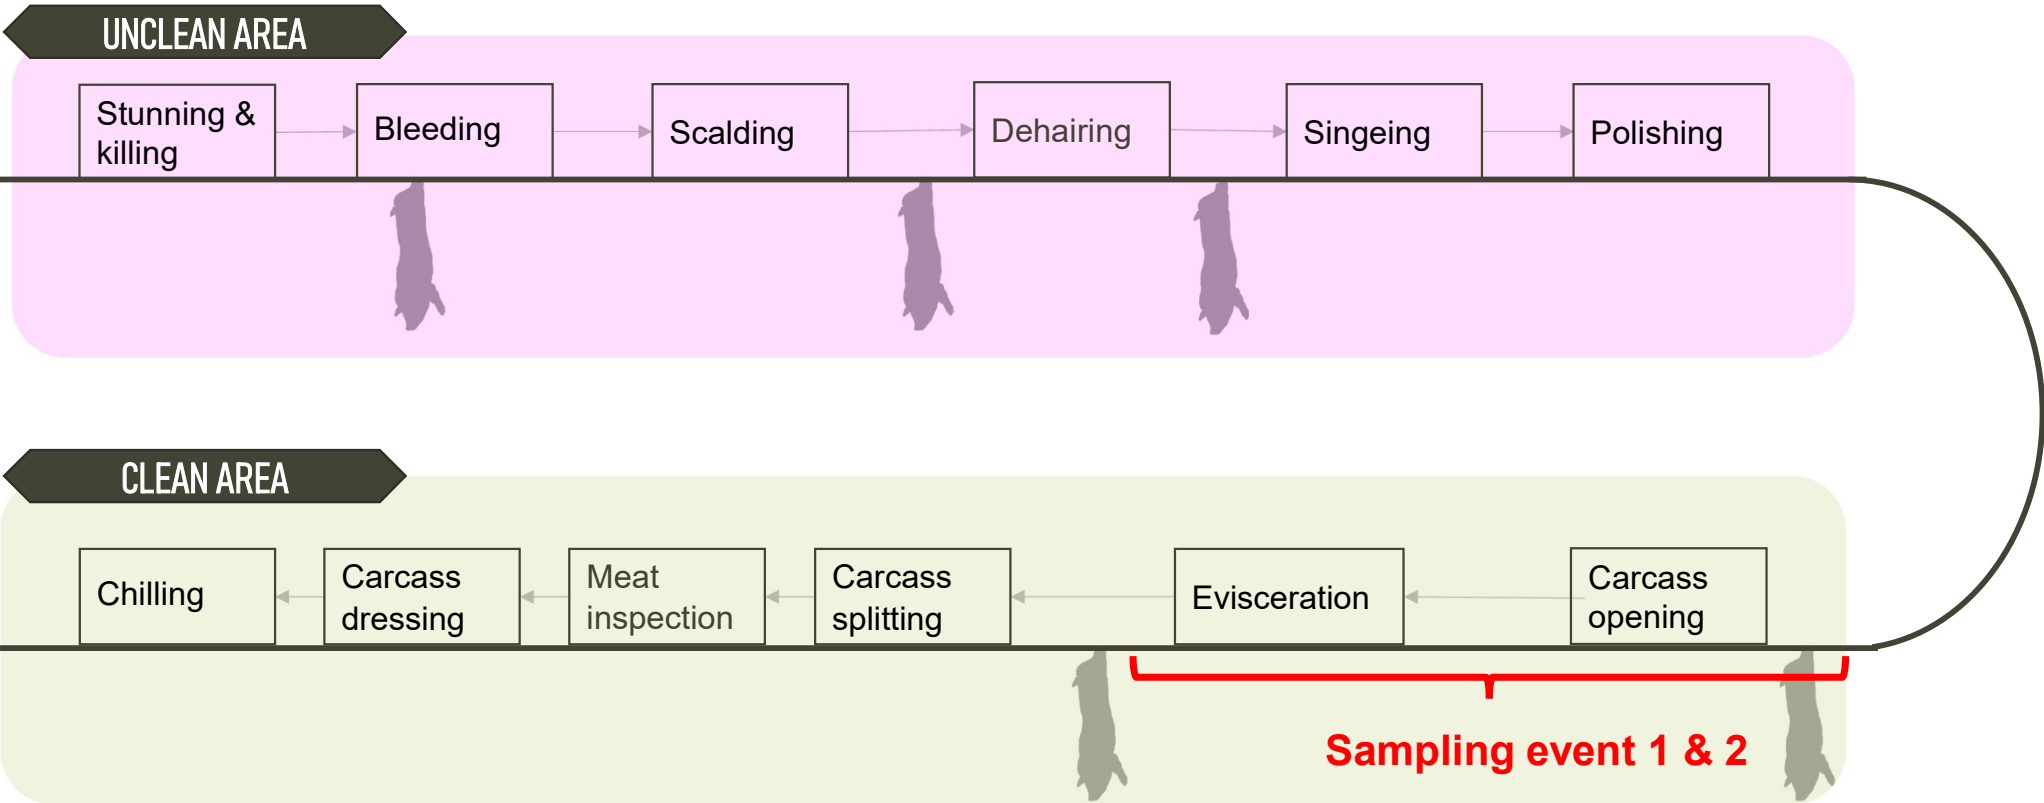 UNCLEAN AREA
Stunning &
killing
Bleeding
Scalding
Dehairing
Singeing
Polishing
CLEAN AREA
Chilling
Carcass
dressing
Meat
inspection
Carcass
splitting
Evisceration
Carcass
opening
Sampling event 1 & 2